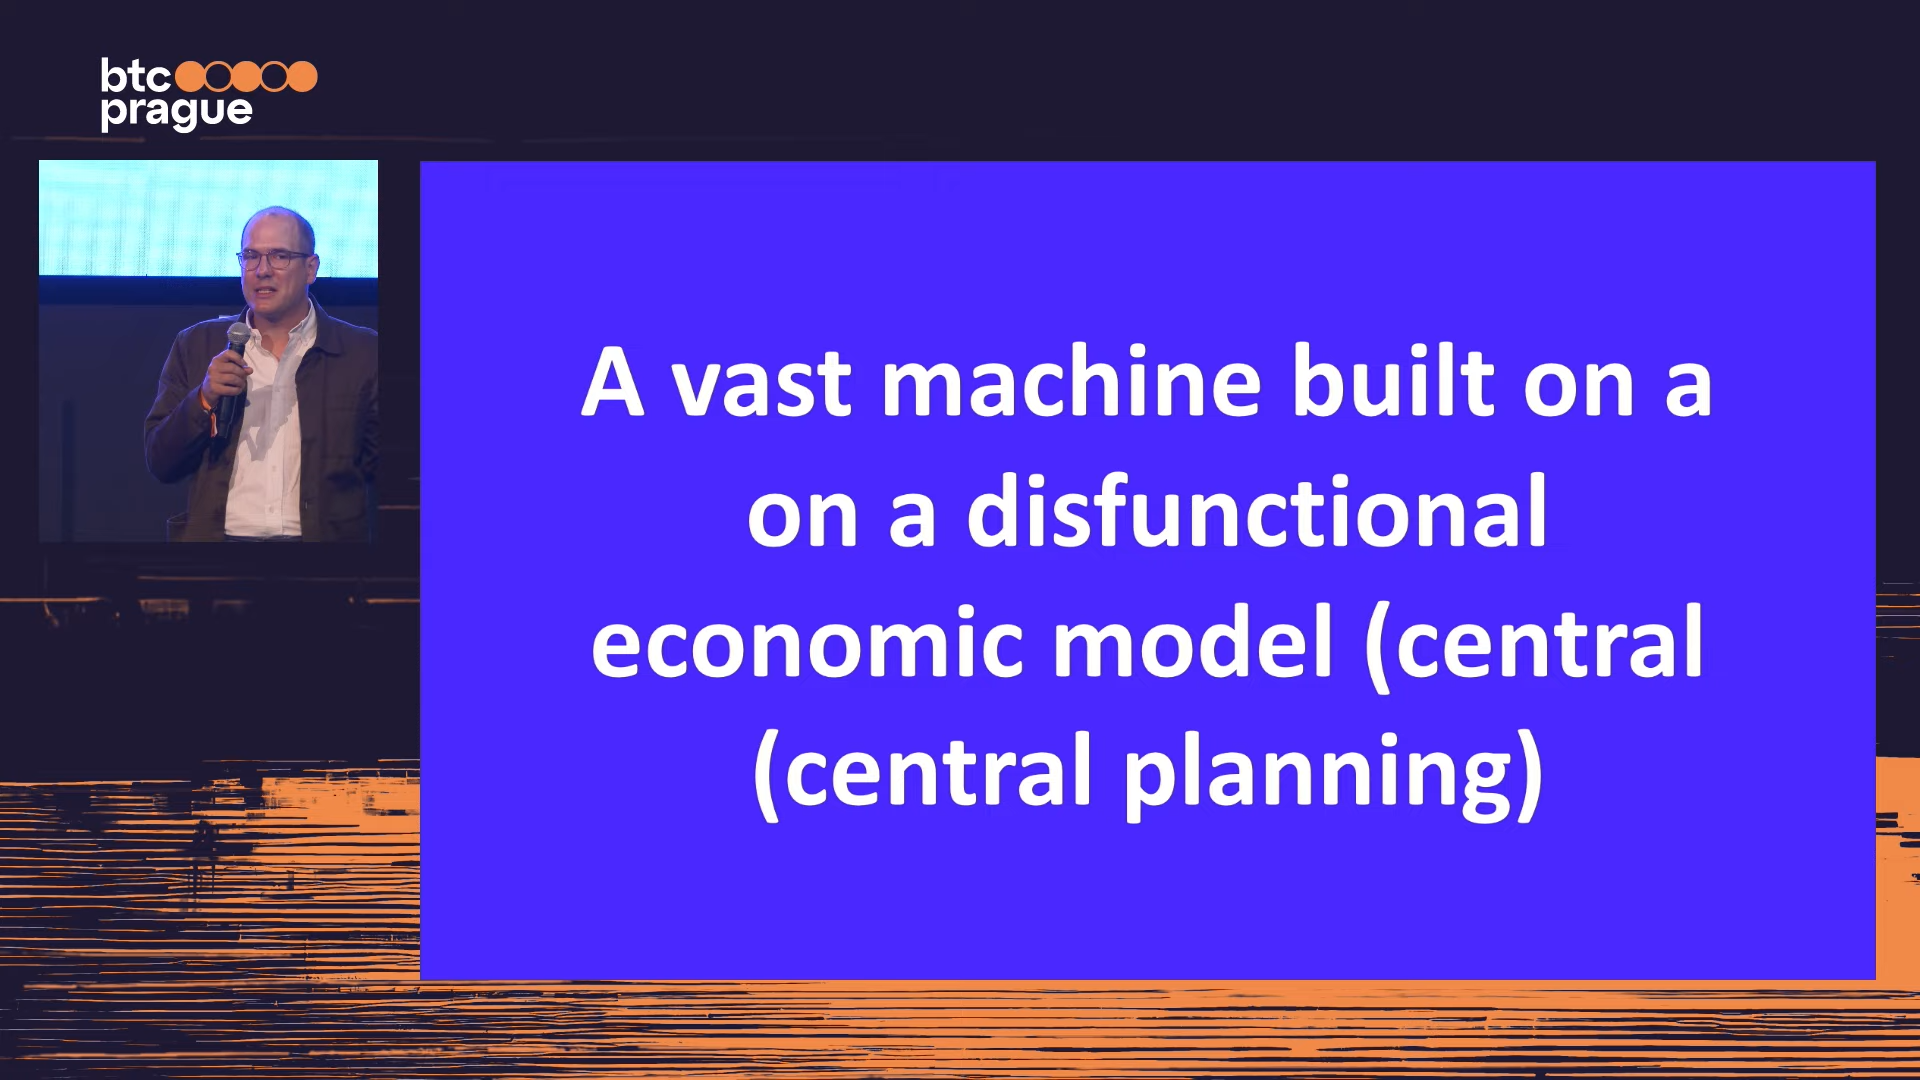 btc
prague
A vast machine built on a
on a disfunctional
economic model (central
(central planning)